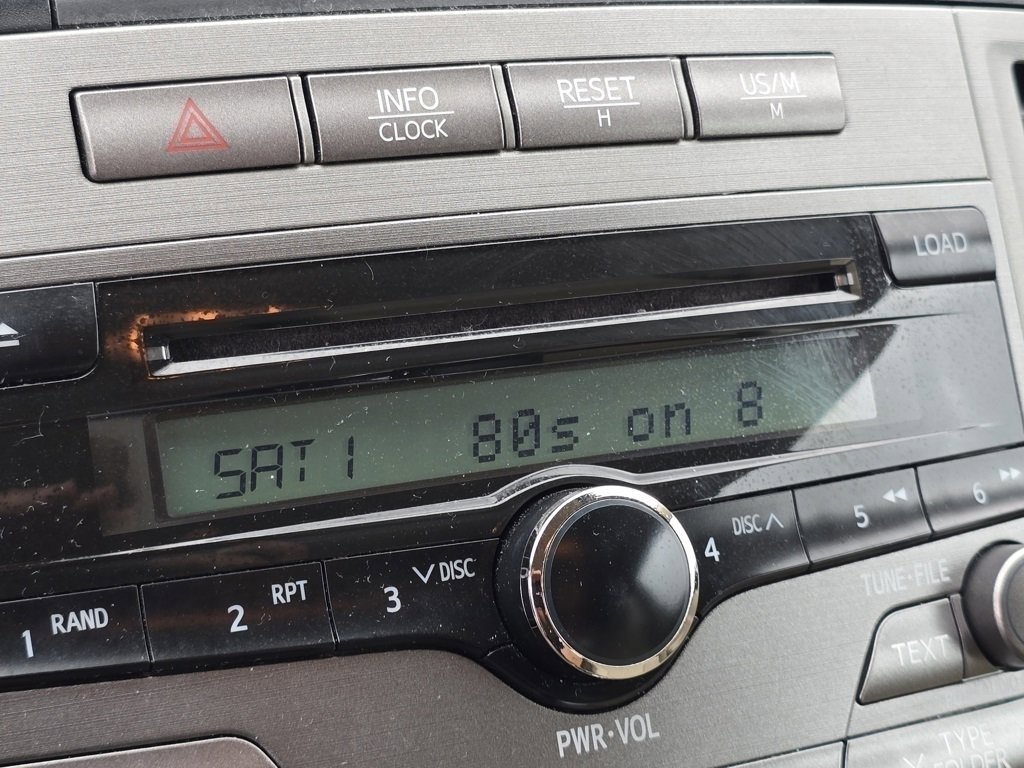 INFO
CLOCK
RESET
H
US/M
M
LOAD
SAT1 80s on 8
1 RAND
2 RPT
3 DISC
4 DISC
5
6
TUNE·FILE
TEXT
PWR·VOL
TYPE
FOLDER